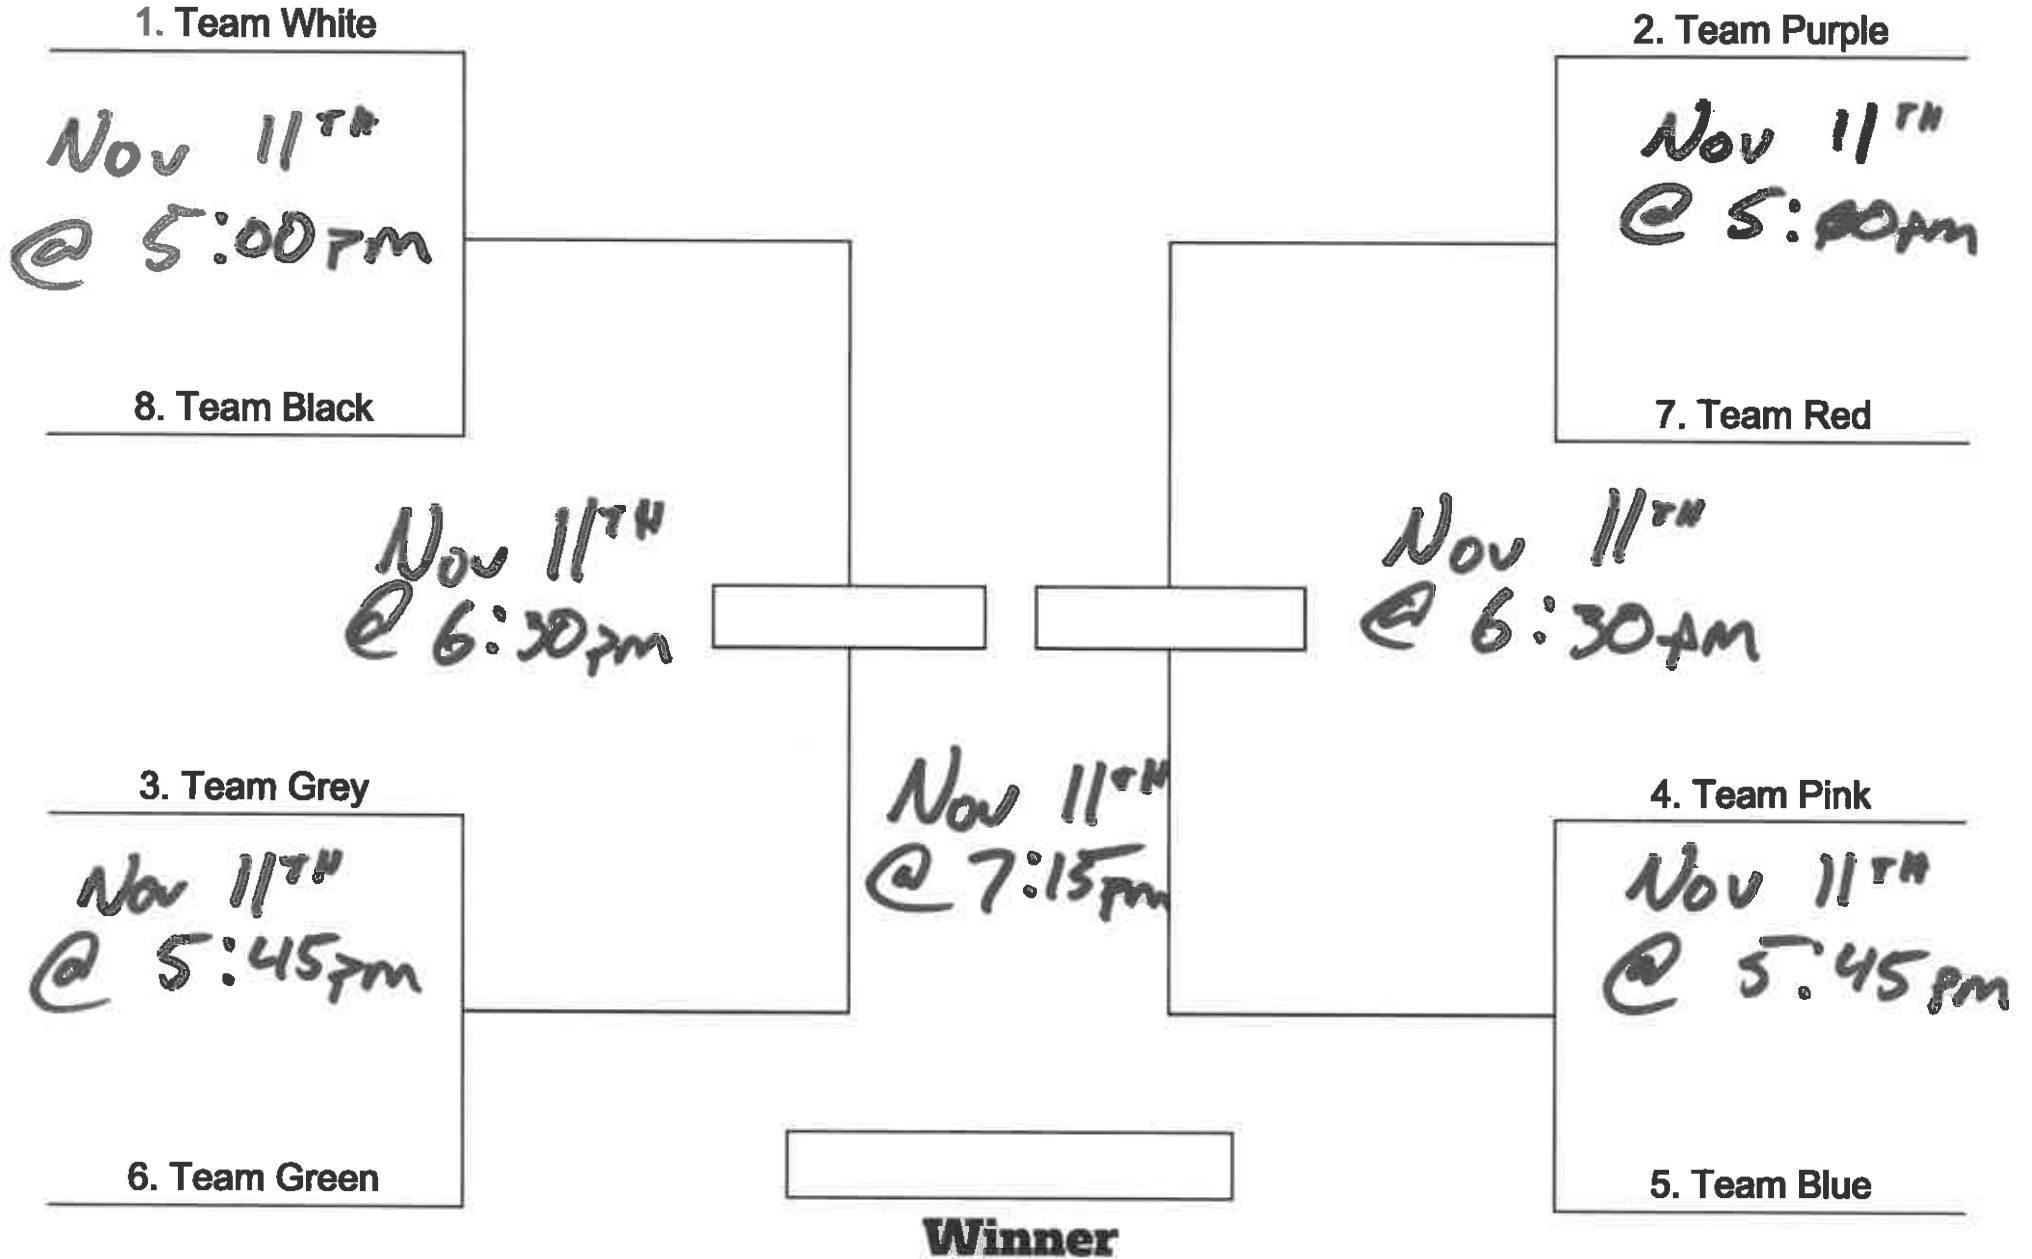 1. Team White
Nov 11TH
@ 5:00pm
8. Team Black
2. Team Purple
Nov 11TH
@ 5:00pm
7. Team Red
Nov 11TH
@ 6:30pm
Nov 11TH
@ 6:30pm
3. Team Grey
Nov 11TH
@ 5:45pm
6. Team Green
Nov 11TH
@ 7:15pm
4. Team Pink
Nov 11TH
@ 5:45pm
5. Team Blue
Winner